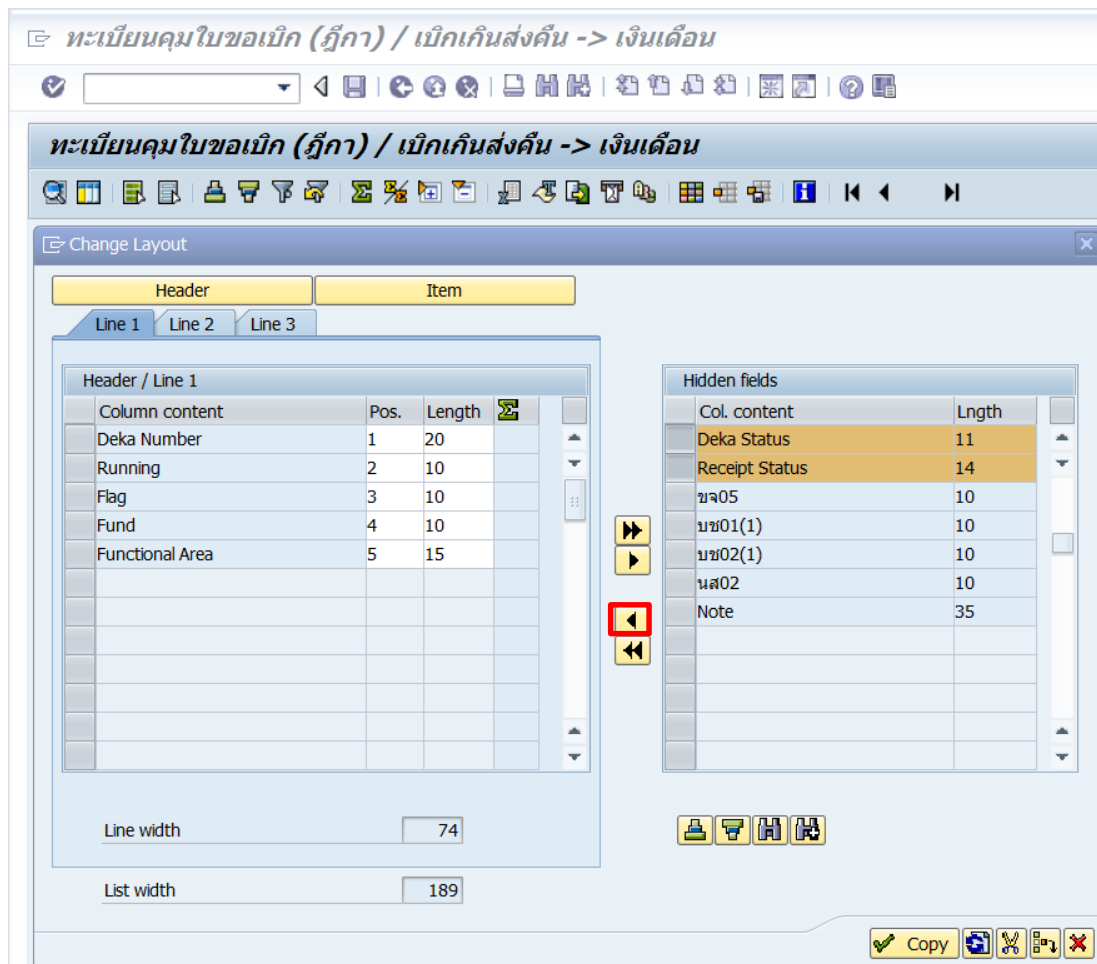 ทะเบียนคุมใบขอเบิก (ฎีกา) / เบิกเกินส่งคืน -> เงินเดือน
ทะเบียนคุมใบขอเบิก (ฎีกา) / เบิกเกินส่งคืน -> เงินเดือน
Change Layout
Header Item
Line 1 Line 2 Line 3
Header / Line 1
Column content Pos. Length
Deka Number 1 20
Running 2 10
Flag 3 10
Fund 4 10
Functional Area 5 15
Hidden fields
Col. content Lngth
Deka Status 11
Receipt Status 14
ขจ05 10
บช01(1) 10
บช02(1) 10
นส02 10
Note 35
Line width 74
List width 189
Copy